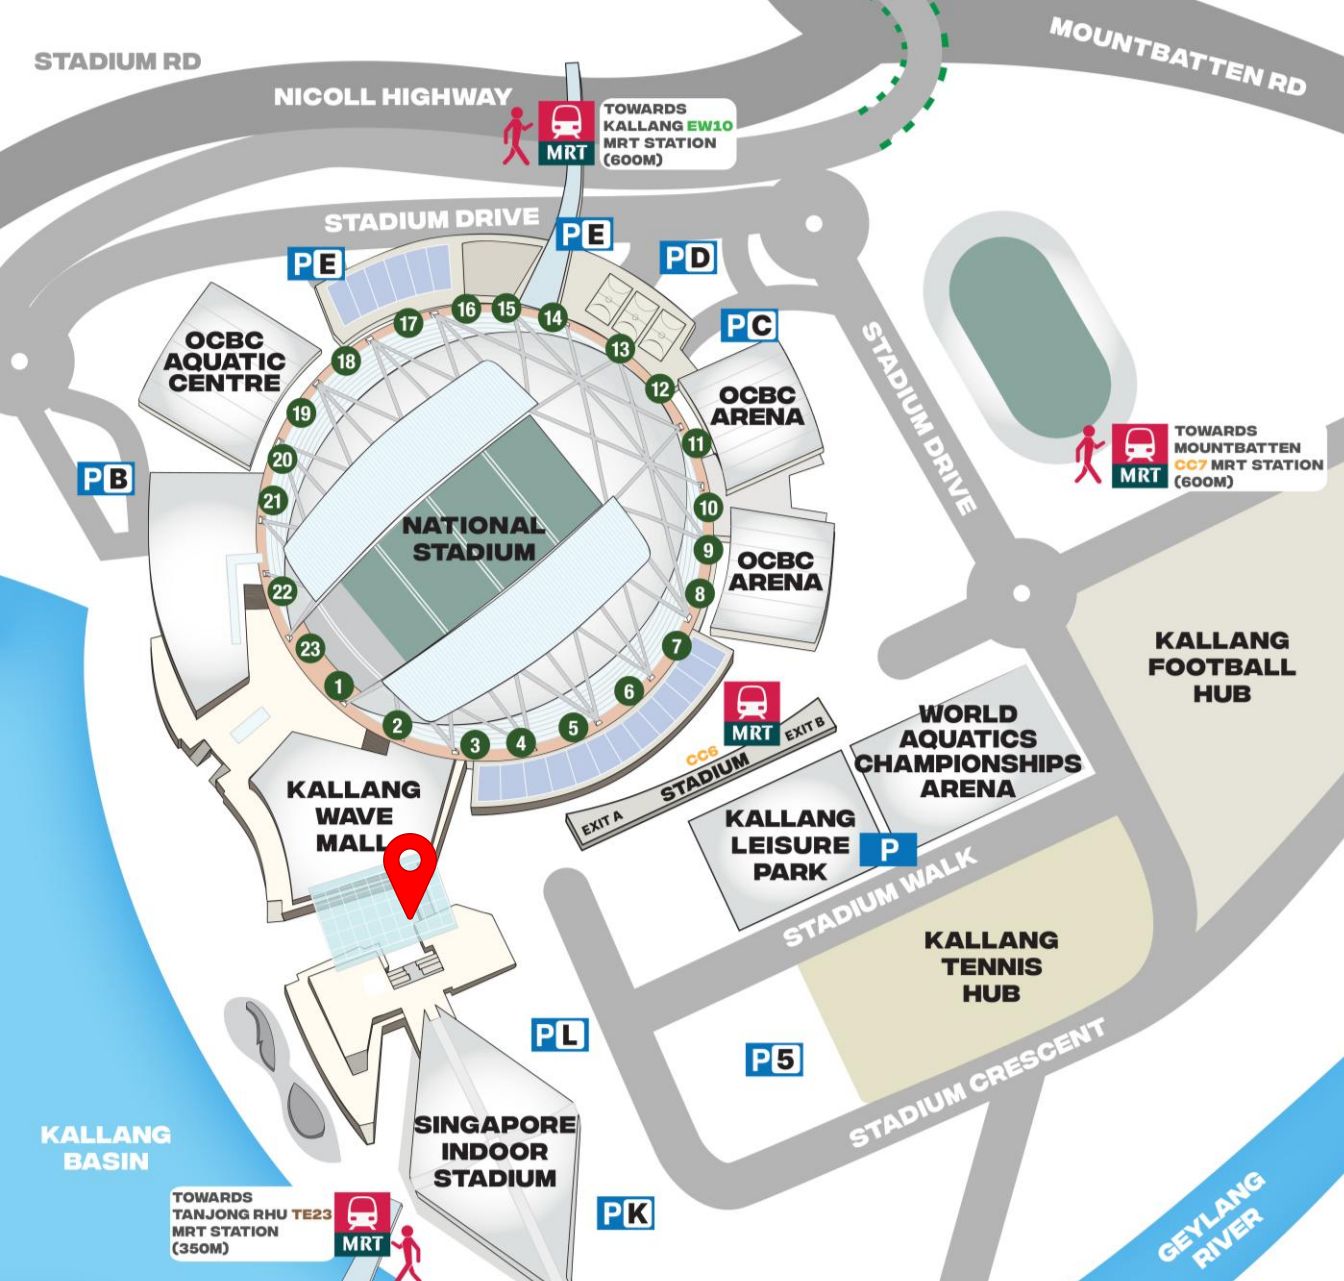 STADIUM RD
NICOLL HIGHWAY
MOUNTBATTEN RD
MRT
TOWARDS
KALLANG EW10
MRT STATION
(600M)
STADIUM DRIVE
PE
PE
PD
PC
OCBC
AQUATIC
CENTRE
16
15
14
17
13
18
12
19
11
20
21
10
9
22
8
23
7
1
6
2
5
3
4
OCBC
ARENA
STADIUM DRIVE
MRT
TOWARDS
MOUNTBATTEN
CC7 MRT STATION
(600M)
PB
NATIONAL
STADIUM
OCBC
ARENA
KALLANG
FOOTBALL
HUB
MRT
CC6
STADIUM
EXIT A
EXIT B
WORLD
AQUATICS
CHAMPIONSHIPS
ARENA
KALLANG
WAVE
MALL
KALLANG
LEISURE
PARK
P
STADIUM WALK
KALLANG
TENNIS
HUB
PL
P5
STADIUM CRESCENT
KALLANG
BASIN
SINGAPORE
INDOOR
STADIUM
PK
TOWARDS
TANJONG RHU TE23
MRT STATION
(350M)
MRT
GEYLANG
RIVER